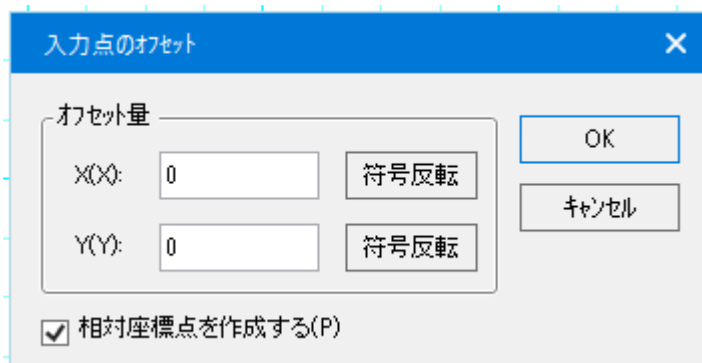 入力点のｵﾌｾｯﾄ
ｵﾌｾｯﾄ量
X(X): 0 符号反転
Y(Y): 0 符号反転
OK
ｷｬﾝｾﾙ
相対座標点を作成する(P)